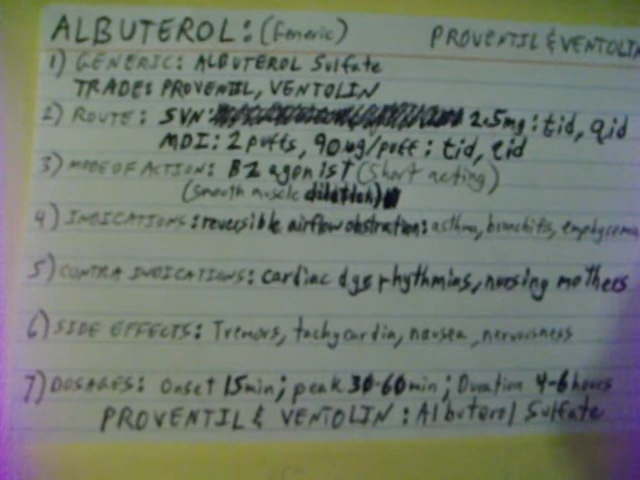 ALBUTEROL: (Generic) PROVENTIL & VENTOLIN
1) GENERIC: ALBUTEROL Sulfate
TRADE: PROVENTIL, VENTOLIN
2) ROUTE: SVN: 2.5mg: tid, qid
MDI: 2 puffs, 90ug/puff: tid, qid
3) MODE OF ACTION: B2 agonist (short acting)
(smooth muscle dilation)
4) INDICATIONS: reversible airflow obstration: asthma, bronchitis, emphysema
5) CONTRA INDICATIONS: cardiac dysrhythmias, nursing mothers
6) SIDE EFFECTS: Tremors, tachycardia, nausea, nervousness
7) DOSAGES: Onset 15min; peak 30-60min; Duration 4-6 hours
PROVENTIL & VENTOLIN: Albuterol Sulfate